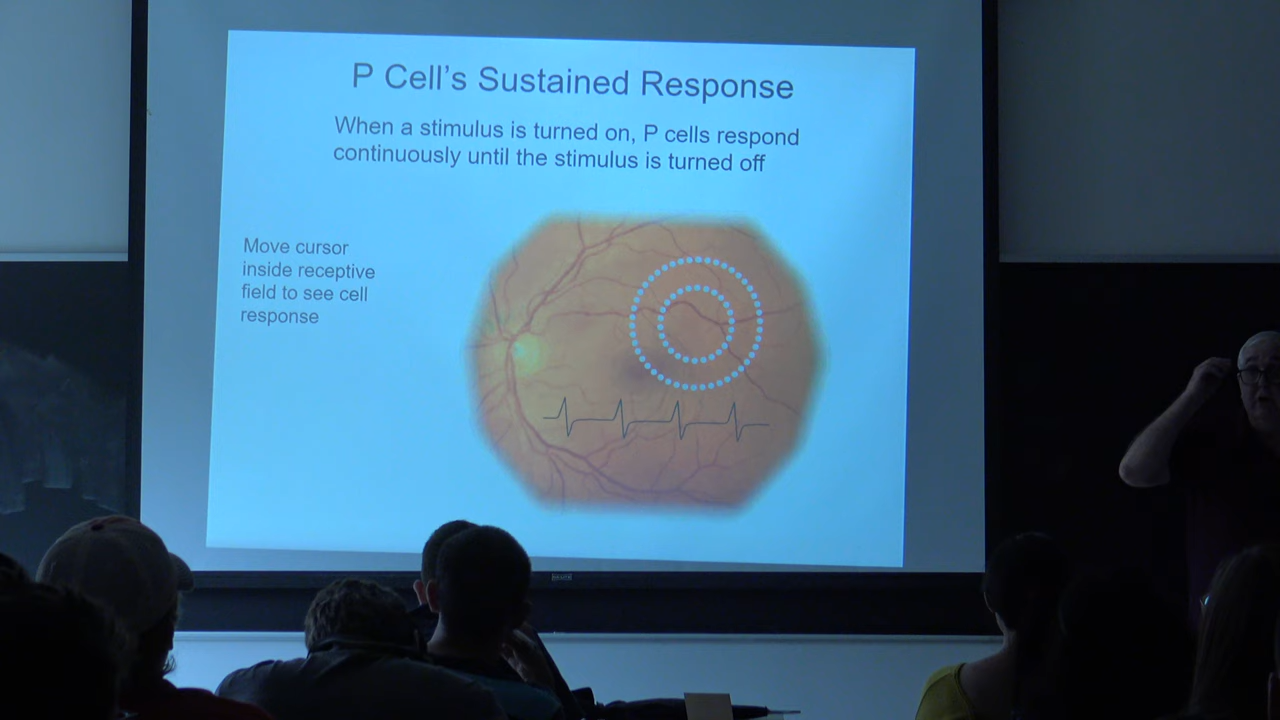 P Cell's Sustained Response
When a stimulus is turned on, P cells respond
continuously until the stimulus is turned off
Move cursor
inside receptive
field to see cell
response